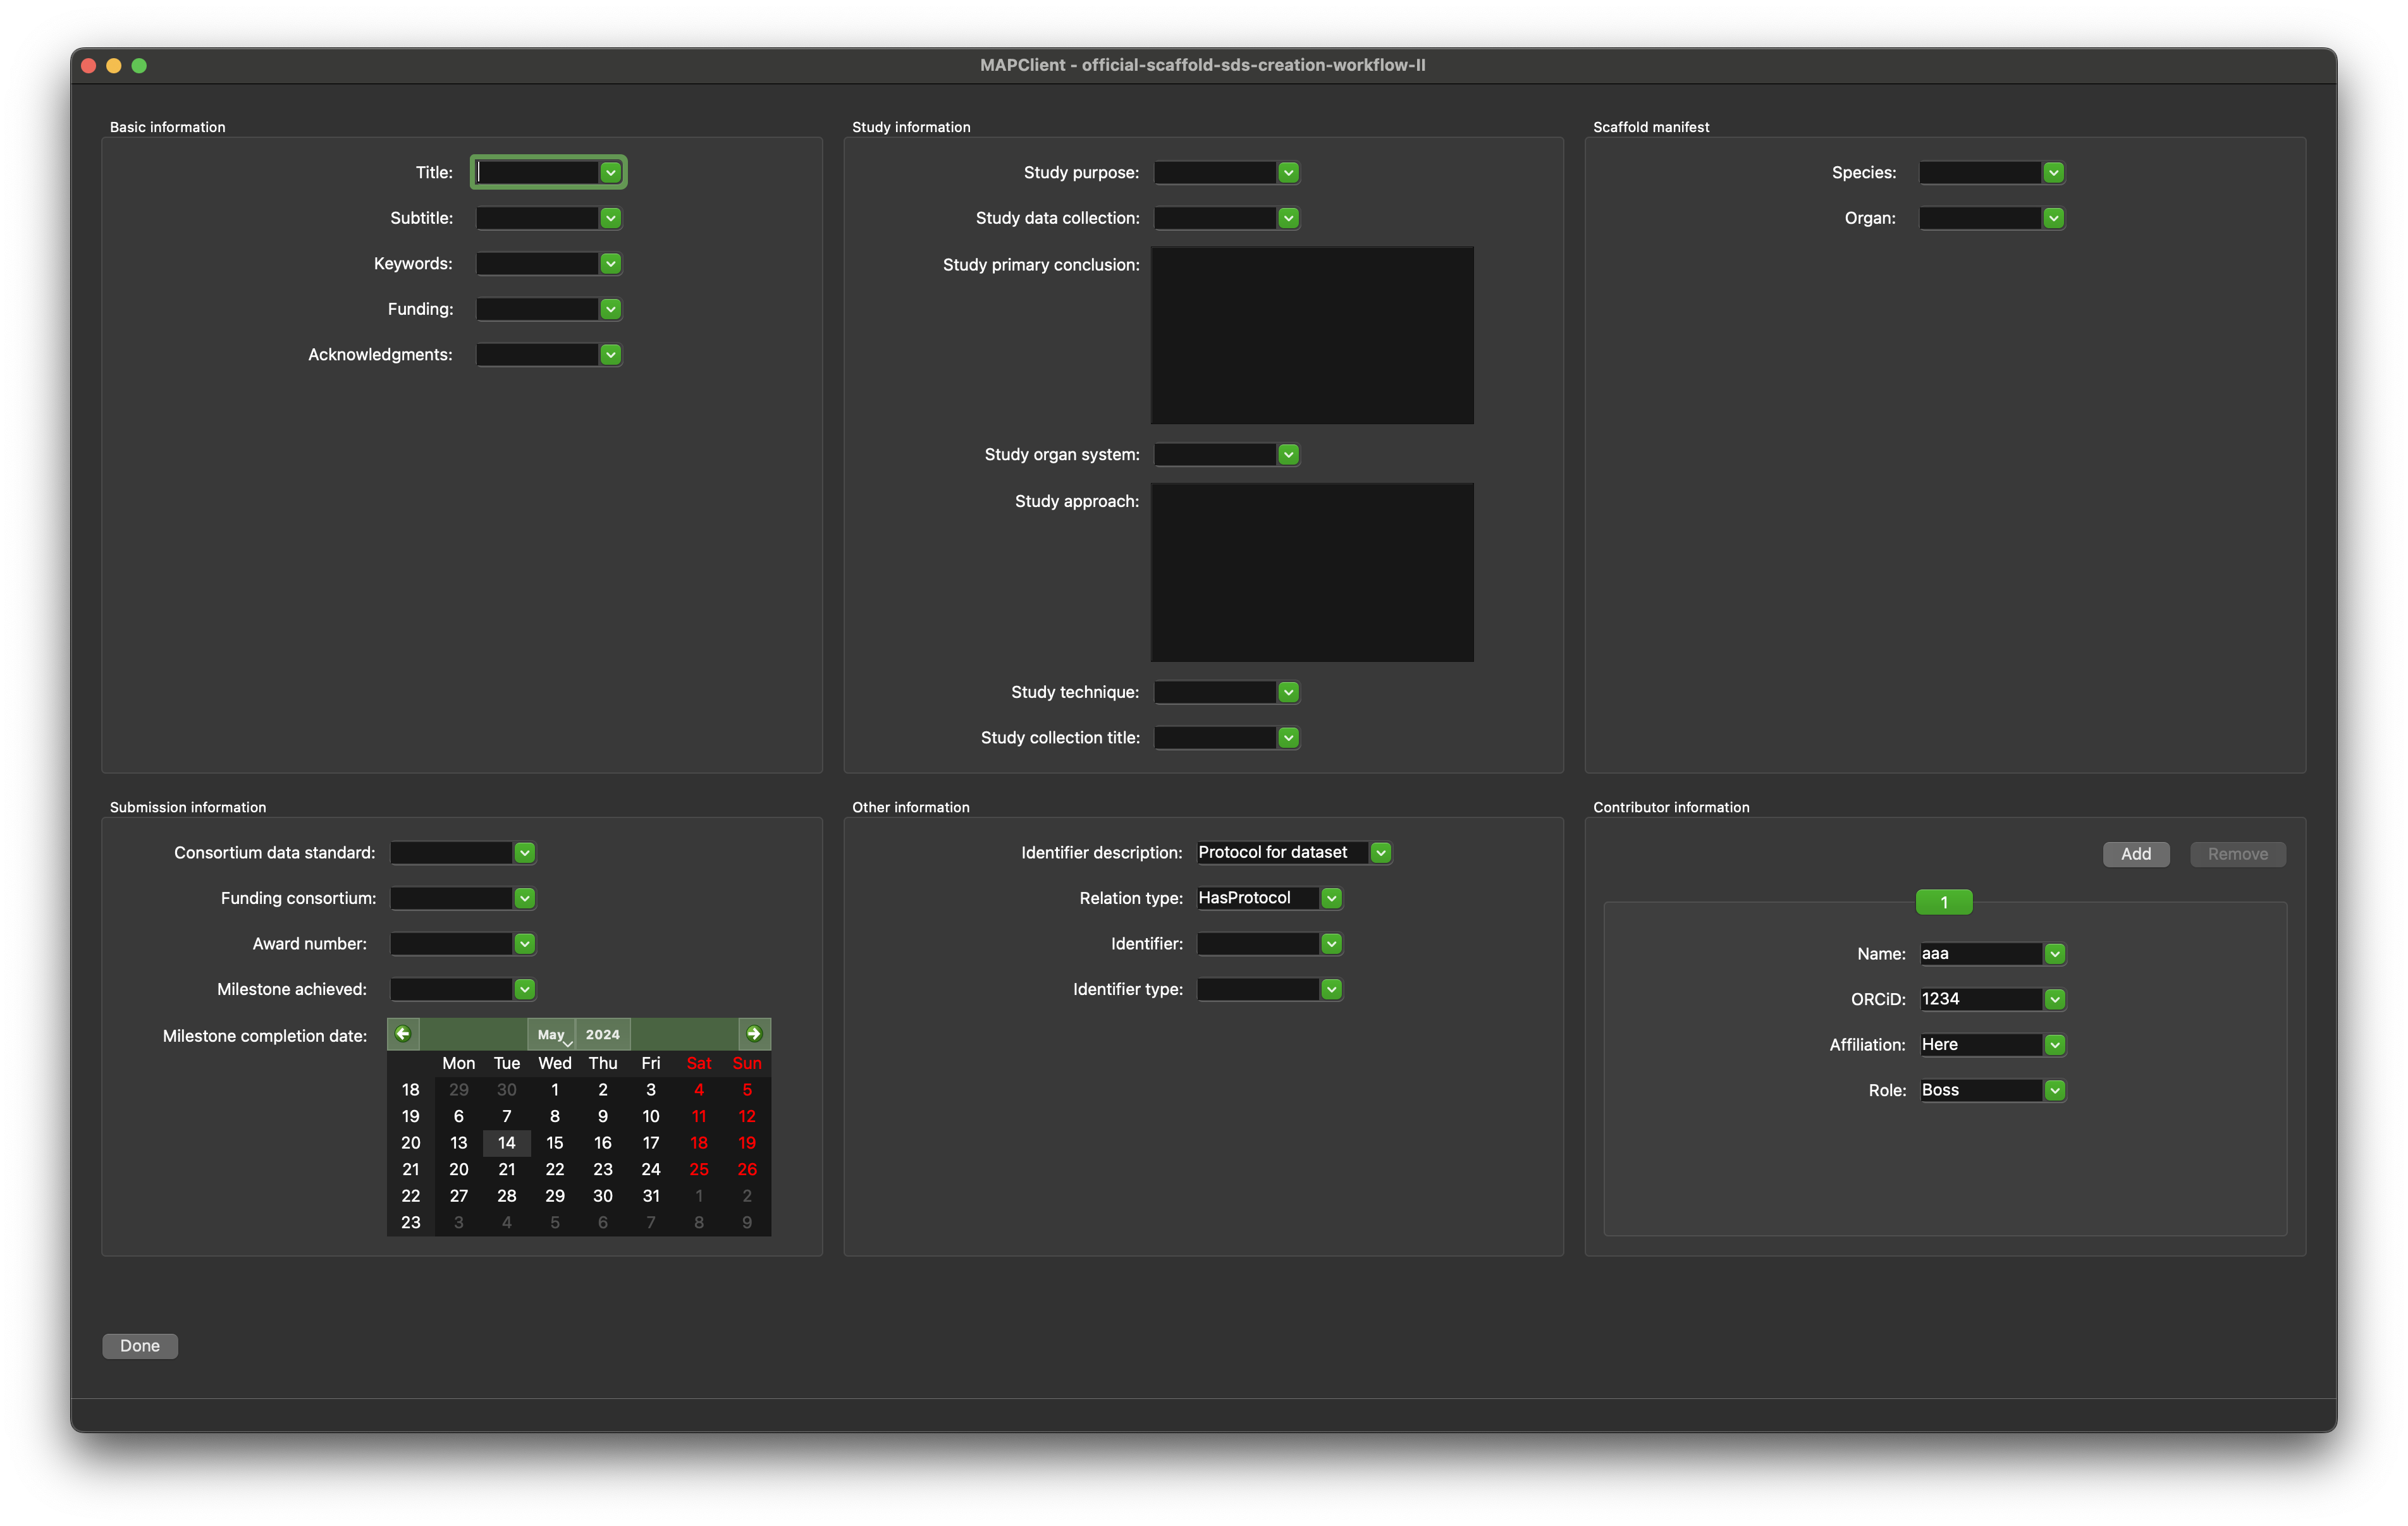 MAPClient - official-scaffold-sds-creation-workflow-II
Basic information
Title:
Subtitle:
Keywords:
Funding:
Acknowledgments:
Study information
Study purpose:
Study data collection:
Study primary conclusion:
Study organ system:
Study approach:
Study technique:
Study collection title:
Scaffold manifest
Species:
Organ:
Submission information
Consortium data standard:
Funding consortium:
Award number:
Milestone achieved:
Milestone completion date:
May 2024
Mon Tue Wed Thu Fri Sat Sun
18 29 30 1 2 3 4 5
19 6 7 8 9 10 11 12
20 13 14 15 16 17 18 19
21 20 21 22 23 24 25 26
22 27 28 29 30 31 1 2
23 3 4 5 6 7 8 9
Other information
Identifier description: Protocol for dataset
Relation type: HasProtocol
Identifier:
Identifier type:
Contributor information
Add Remove
1
Name: aaa
ORCiD: 1234
Affiliation: Here
Role: Boss
Done